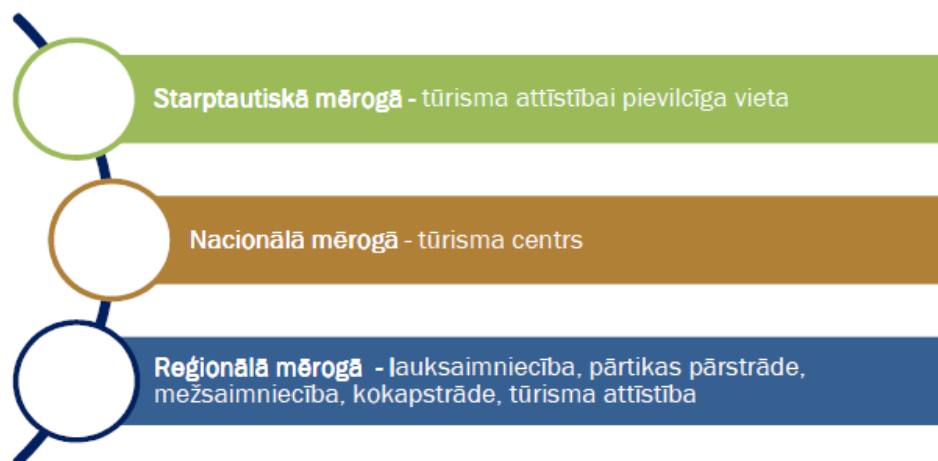 Starptautiskā mērogā - tūrisma attīstībai pievilcīga vieta
Nacionālā mērogā - tūrisma centrs
Reģionālā mērogā - lauksaimniecība, pārtikas pārstrāde,
mežsaimniecība, kokapstrāde, tūrisma attīstība